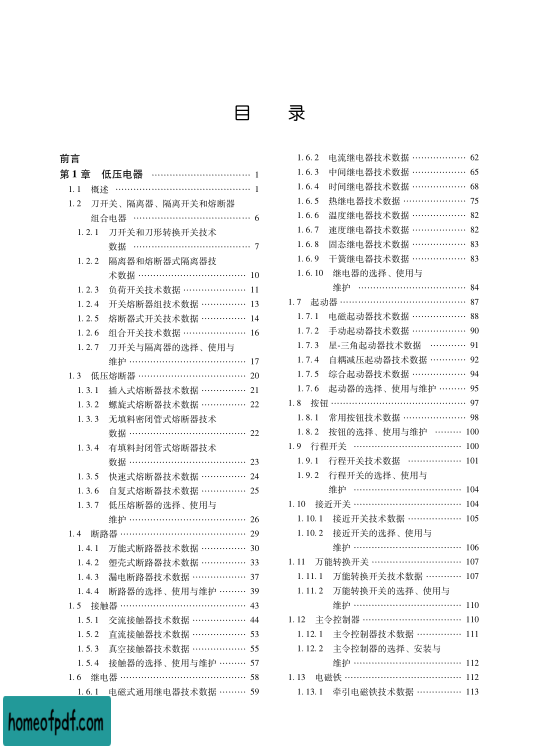 目 录
前言
第 1 章 低压电器 ………………………… 1
1.1 概述 ……………………………… 1
1.2 刀开关、隔离器、隔离开关和熔断器
组合电器 …………………………… 6
1.2.1 刀开关和刀形转换开关技术
数据 …………………………… 7
1.2.2 隔离器和熔断器式隔离器技
术数据 ………………………… 10
1.2.3 负荷开关技术数据 …………… 11
1.2.4 开关熔断器组技术数据 ……… 13
1.2.5 熔断器式开关技术数据 ……… 14
1.2.6 组合开关技术数据 …………… 16
1.2.7 刀开关与隔离器的选择、使用与
维护 …………………………… 17
1.3 低压熔断器 ……………………… 20
1.3.1 插入式熔断器技术数据 ……… 21
1.3.2 螺旋式熔断器技术数据 ……… 22
1.3.3 无填料密闭管式熔断器技术
数据 …………………………… 22
1.3.4 有填料封闭管式熔断器技术
数据 …………………………… 23
1.3.5 快速式熔断器技术数据 ……… 24
1.3.6 自复式熔断器技术数据 ……… 25
1.3.7 低压熔断器的选择、使用与
维护 …………………………… 26
1.4 断路器 …………………………… 29
1.4.1 万能式断路器技术数据 ……… 30
1.4.2 塑壳式断路器技术数据 ……… 33
1.4.3 漏电断路器技术数据 ………… 37
1.4.4 断路器的选择、使用与维护 …… 39
1.5 接触器 …………………………… 43
1.5.1 交流接触器技术数据 ………… 44
1.5.2 直流接触器技术数据 ………… 53
1.5.3 真空接触器技术数据 ………… 55
1.5.4 接触器的选择、使用与维护 …… 57
1.6 继电器 …………………………… 58
1.6.1 电磁式通用继电器技术数据 …… 59
1.6.2 电流继电器技术数据 ………… 62
1.6.3 中间继电器技术数据 ………… 65
1.6.4 时间继电器技术数据 ………… 68
1.6.5 热继电器技术数据 …………… 75
1.6.6 温度继电器技术数据 ………… 82
1.6.7 速度继电器技术数据 ………… 82
1.6.8 固态继电器技术数据 ………… 83
1.6.9 干簧继电器技术数据 ………… 83
1.6.10 继电器的选择、使用与
维护 …………………………… 84
1.7 起动器 …………………………… 87
1.7.1 电磁起动器技术数据 ………… 88
1.7.2 手动起动器技术数据 ………… 90
1.7.3 星-三角起动器技术数据 ……… 91
1.7.4 自耦减压起动器技术数据 …… 92
1.7.5 综合起动器技术数据 ………… 94
1.7.6 起动器的选择、使用与维护 …… 95
1.8 按钮 ……………………………… 97
1.8.1 常用按钮技术数据 …………… 98
1.8.2 按钮的选择、使用与维护 …… 100
1.9 行程开关 ………………………… 100
1.9.1 行程开关技术数据 ………… 101
1.9.2 行程开关的选择、使用与
维护 ………………………… 104
1.10 接近开关 ……………………… 104
1.10.1 接近开关技术数据 ………… 105
1.10.2 接近开关的选择、使用与
维护 ………………………… 106
1.11 万能转换开关 ………………… 107
1.11.1 万能转换开关技术数据 …… 107
1.11.2 万能转换开关的选择、使用与
维护 ………………………… 110
1.12 主令控制器 …………………… 110
1.12.1 主令控制器技术数据 ……… 111
1.12.2 主令控制器的选择、安装与
维护 ………………………… 112
1.13 电磁铁 ………………………… 112
1.13.1 牵引电磁铁技术数据 ……… 113
homeofpdf.com